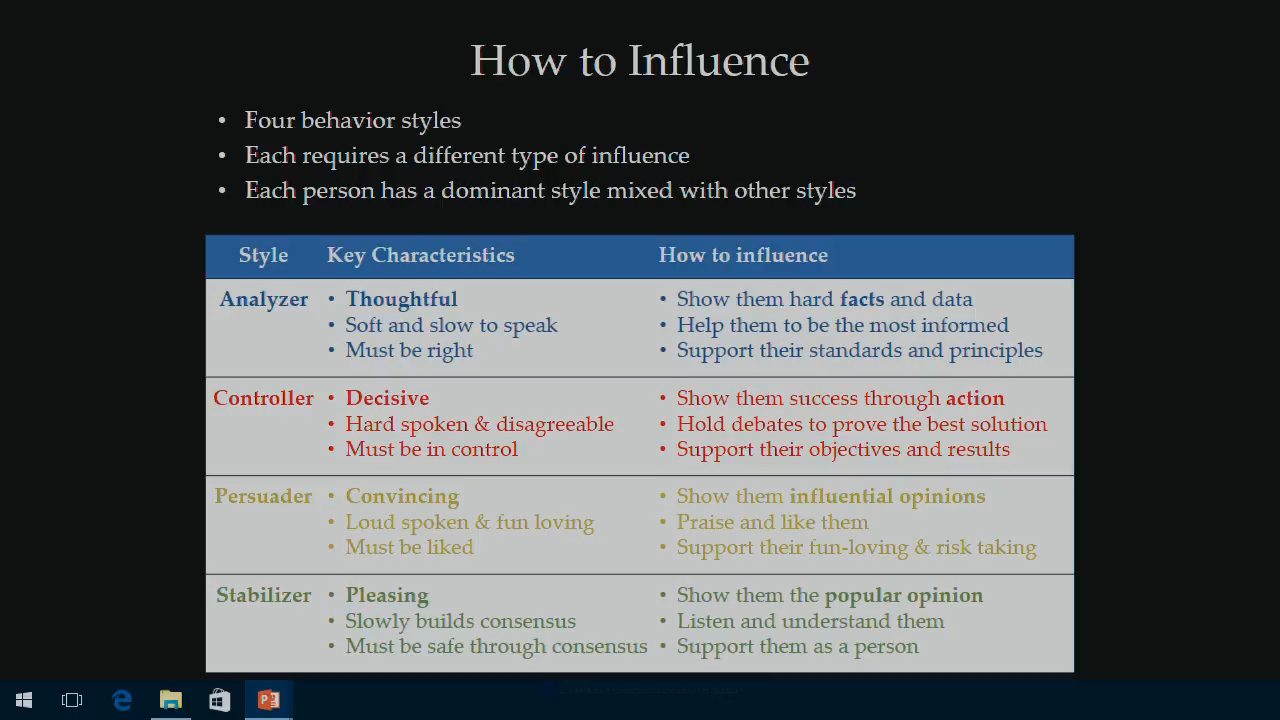 How to Influence
• Four behavior styles
• Each requires a different type of influence
• Each person has a dominant style mixed with other styles
Style Key Characteristics How to influence
Analyzer • Thoughtful • Show them hard facts and data
• Soft and slow to speak • Help them to be the most informed
• Must be right • Support their standards and principles
Controller • Decisive • Show them success through action
• Hard spoken & disagreeable • Hold debates to prove the best solution
• Must be in control • Support their objectives and results
Persuader • Convincing • Show them influential opinions
• Loud spoken & fun loving • Praise and like them
• Must be liked • Support their fun-loving & risk taking
Stabilizer • Pleasing • Show them the popular opinion
• Slowly builds consensus • Listen and understand them
• Must be safe through consensus • Support them as a person